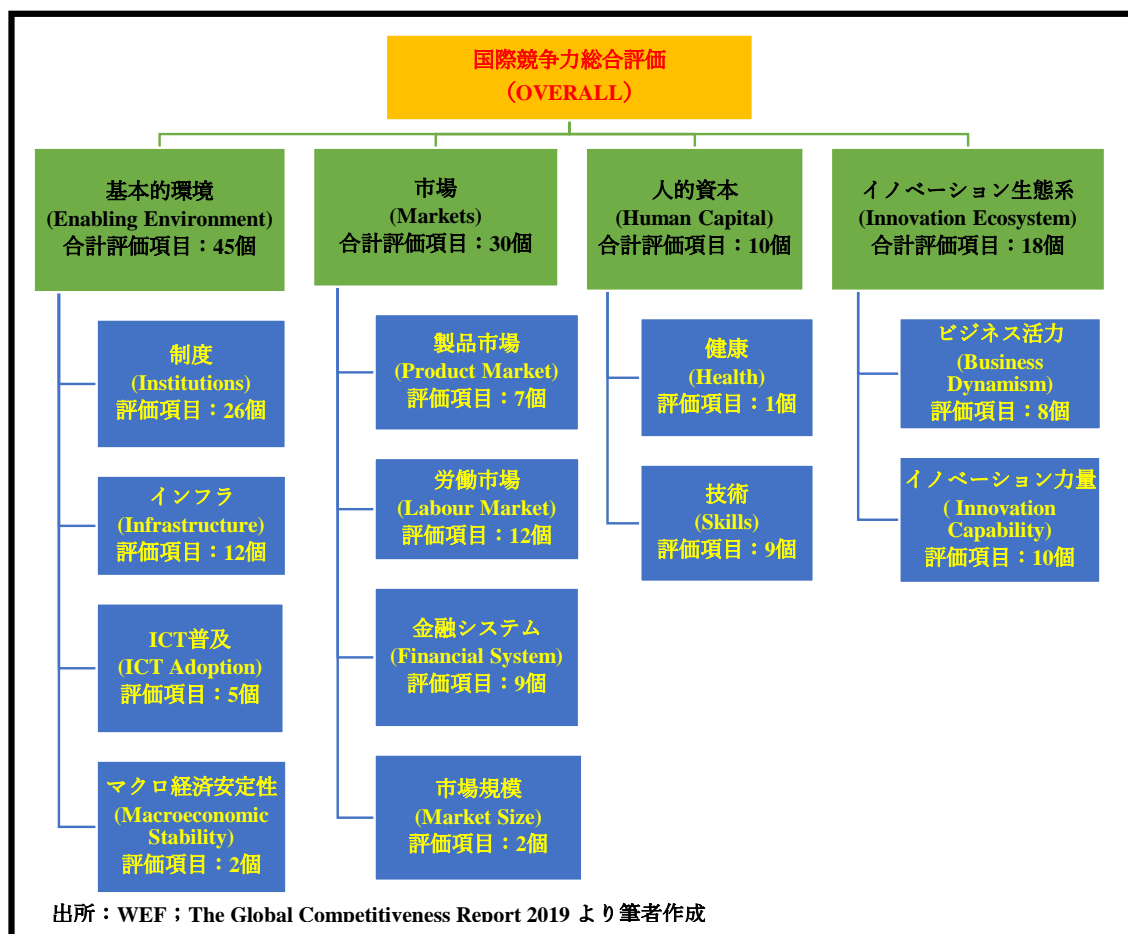 国際競争力総合評価
（OVERALL）
基本的環境
(Enabling Environment)
合計評価項目：45個
市場
(Markets)
合計評価項目：30個
人的資本
(Human Capital)
合計評価項目：10個
イノベーション生態系
(Innovation Ecosystem)
合計評価項目：18個
制度
(Institutions)
評価項目：26個
インフラ
(Infrastructure)
評価項目：12個
ICT普及
(ICT Adoption)
評価項目：5個
マクロ経済安定性
(Macroeconomic
Stability)
評価項目：2個
製品市場
(Product Market)
評価項目：7個
労働市場
(Labour Market)
評価項目：12個
金融システム
(Financial System)
評価項目：9個
市場規模
(Market Size)
評価項目：2個
健康
(Health)
評価項目：1個
技術
(Skills)
評価項目：9個
ビジネス活力
(Business
Dynamism)
評価項目：8個
イノベーション力量
( Innovation
Capability)
評価項目：10個
出所：WEF；The Global Competitiveness Report 2019 より筆者作成